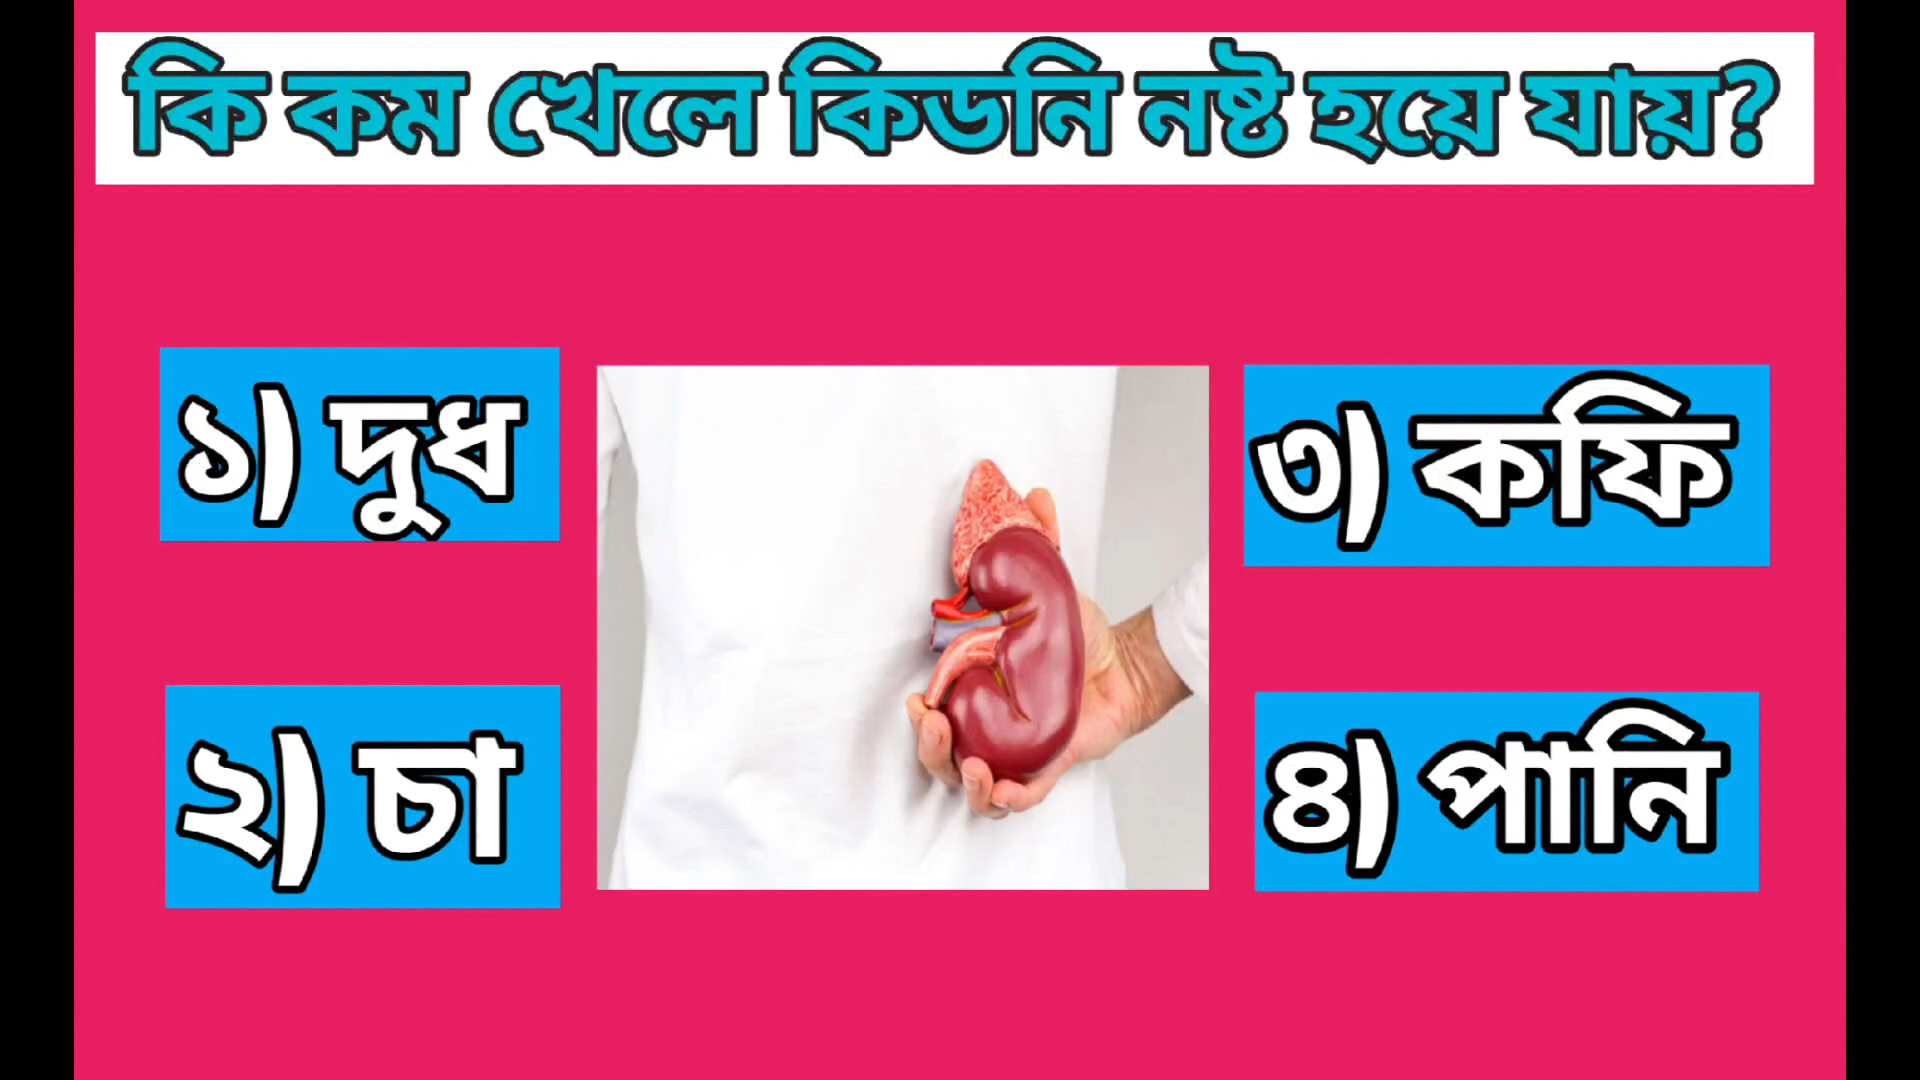 কি কম খেলে কিডনি নষ্ট হয়ে যায়?
১) দুধ
২) চা
৩) কফি
৪) পানি